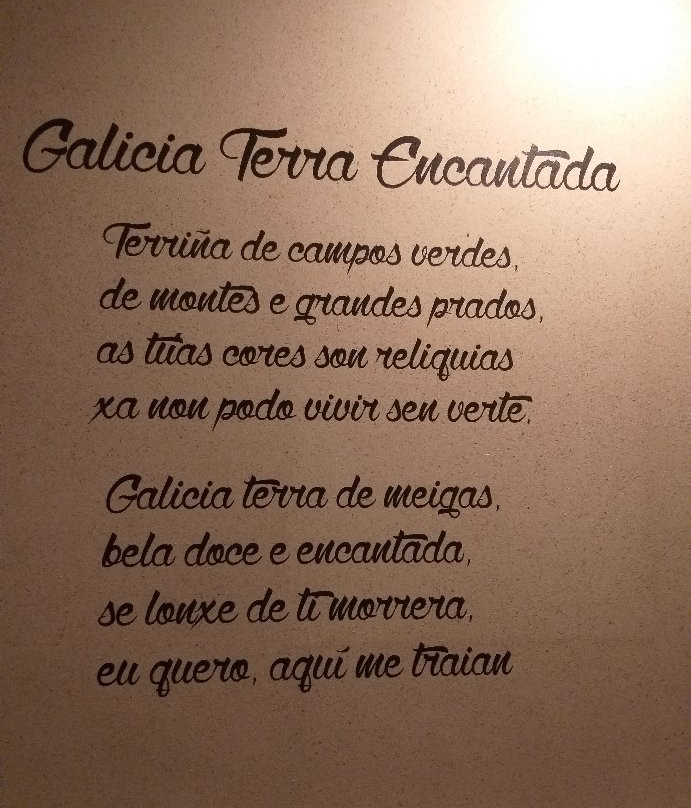 Galicia Terra Encantada
Terriña de campos verdes,
de montes e grandes prados,
as túas cores son reliquias
xa non podo vivir sen verte.
Galicia terra de meigas,
bela doce e encantada,
se lonxe de ti morrera,
eu quero, aquí me traian